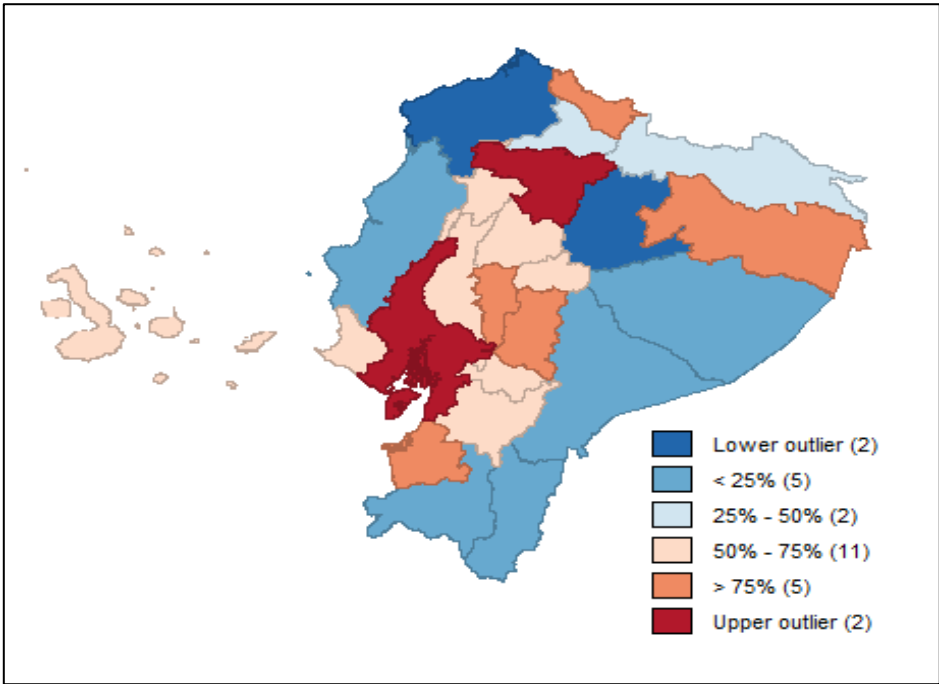 Lower outlier (2)
< 25% (5)
25% - 50% (2)
50% - 75% (11)
> 75% (5)
Upper outlier (2)